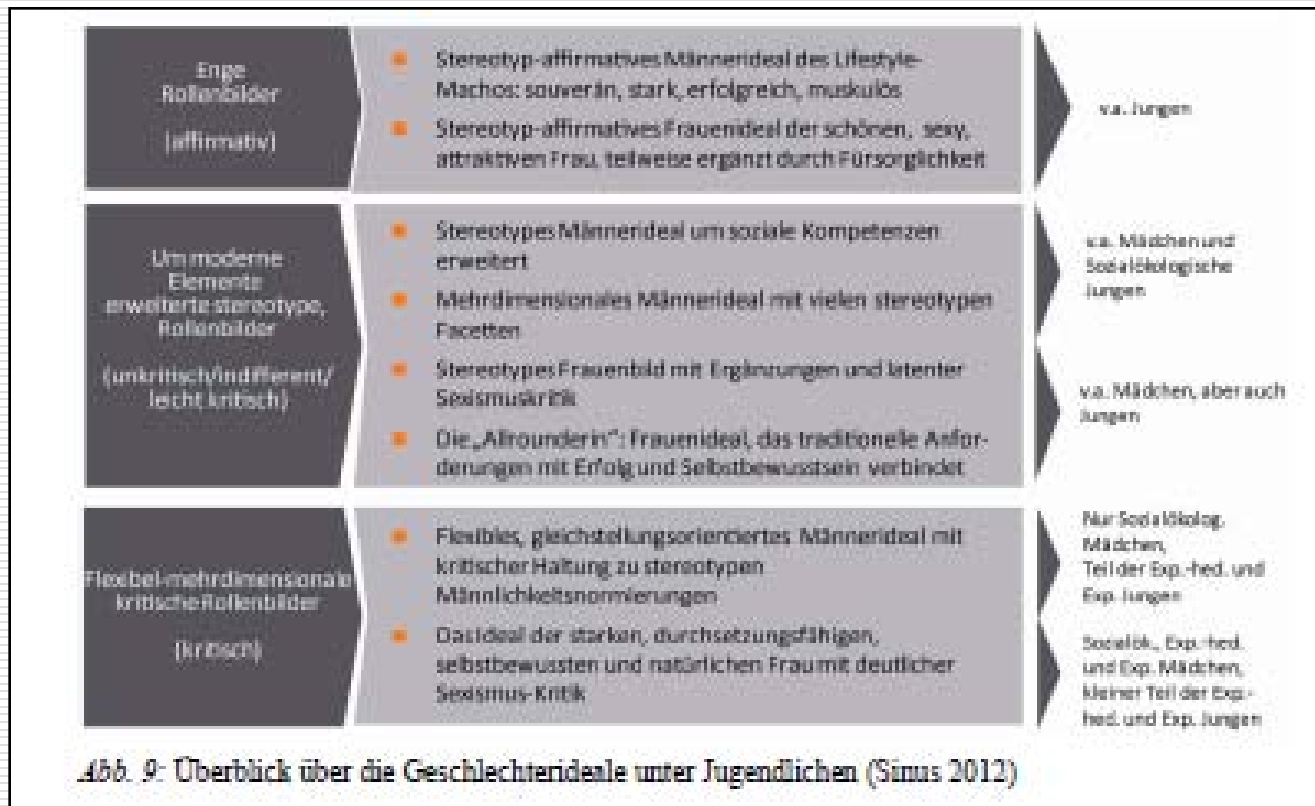 Enge
Rollenbilder
(affirmativ)
Stereotyp-affirmatives Männerideal des Lifestyle-
Machos: souverän, stark, erfolgreich, muskulös
Stereotyp-affirmatives Frauenideal der schönen, sexy,
attraktiven Frau, teilweise ergänzt durch Fürsorglichkeit
v.a. Jungen
Um moderne
Elemente
erweiterte stereotype,
Rollenbilder
(unkritisch/indifferent/
leicht kritisch)
Stereotypes Männerideal um soziale Kompetenzen
erweitert
Mehrdimensionales Männerideal mit vielen stereotypen
Facetten
Stereotypes Frauenbild mit Ergänzungen und latenter
Sexismuskritik
Die „Allrounderin“: Frauenideal, das traditionelle Anfor-
derungen mit Erfolg und Selbstbewusstsein verbindet
v.a. Mädchen und
Sozialökologische
Jungen
v.a. Mädchen, aber auch
Jungen
Flexibel-mehrdimensionale
kritische Rollenbilder
(kritisch)
Flexibles, gleichstellungsorientiertes Männerideal mit
kritischer Haltung zu stereotypen
Männlichkeitsnormierungen
Das Ideal der starken, durchsetzungsfähigen,
selbstbewussten und natürlichen Frau mit deutlicher
Sexismus-Kritik
Nur Sozialökolog.
Mädchen,
Teil der Exp.-hed. und
Exp. Jungen
Sozialök., Exp.-hed.
und Exp. Mädchen,
kleiner Teil der Exp.-
hed. und Exp. Jungen
Abb. 9: Überblick über die Geschlechterideale unter Jugendlichen (Sinus 2012)